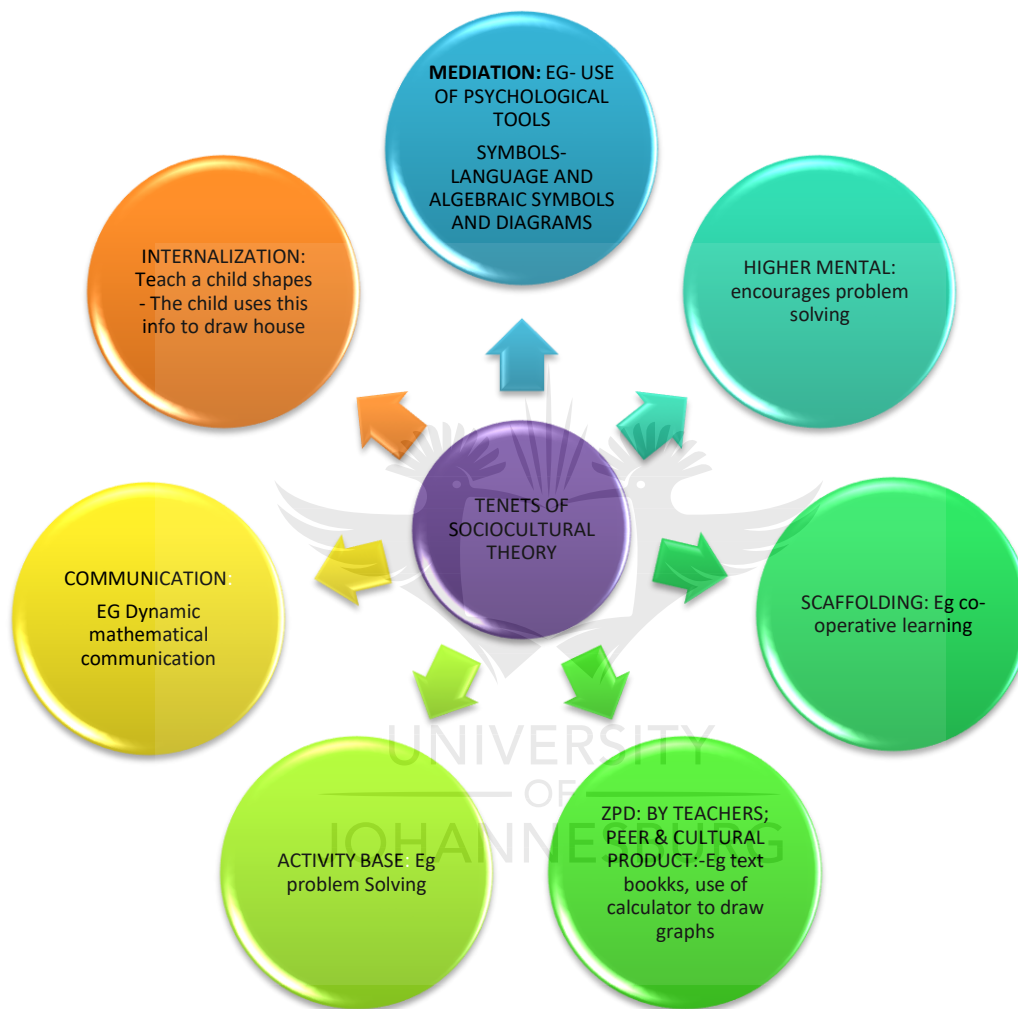 MEDIATION: EG- USE
OF PSYCHOLOGICAL
TOOLS
SYMBOLS-
LANGUAGE AND
ALGEBRAIC SYMBOLS
AND DIAGRAMS
HIGHER MENTAL:
encourages problem
solving
SCAFFOLDING: Eg co-
operative learning
ZPD: BY TEACHERS;
PEER & CULTURAL
PRODUCT:-Eg text
bookks, use of
calculator to draw
graphs
ACTIVITY BASE: Eg
problem Solving
COMMUNICATION:
EG Dynamic
mathematical
communication
INTERNALIZATION:
Teach a child shapes
- The child uses this
info to draw house
TENETS OF
SOCIOCULTURAL
THEORY
UNIVERSITY
OF
JOHANNESBURG